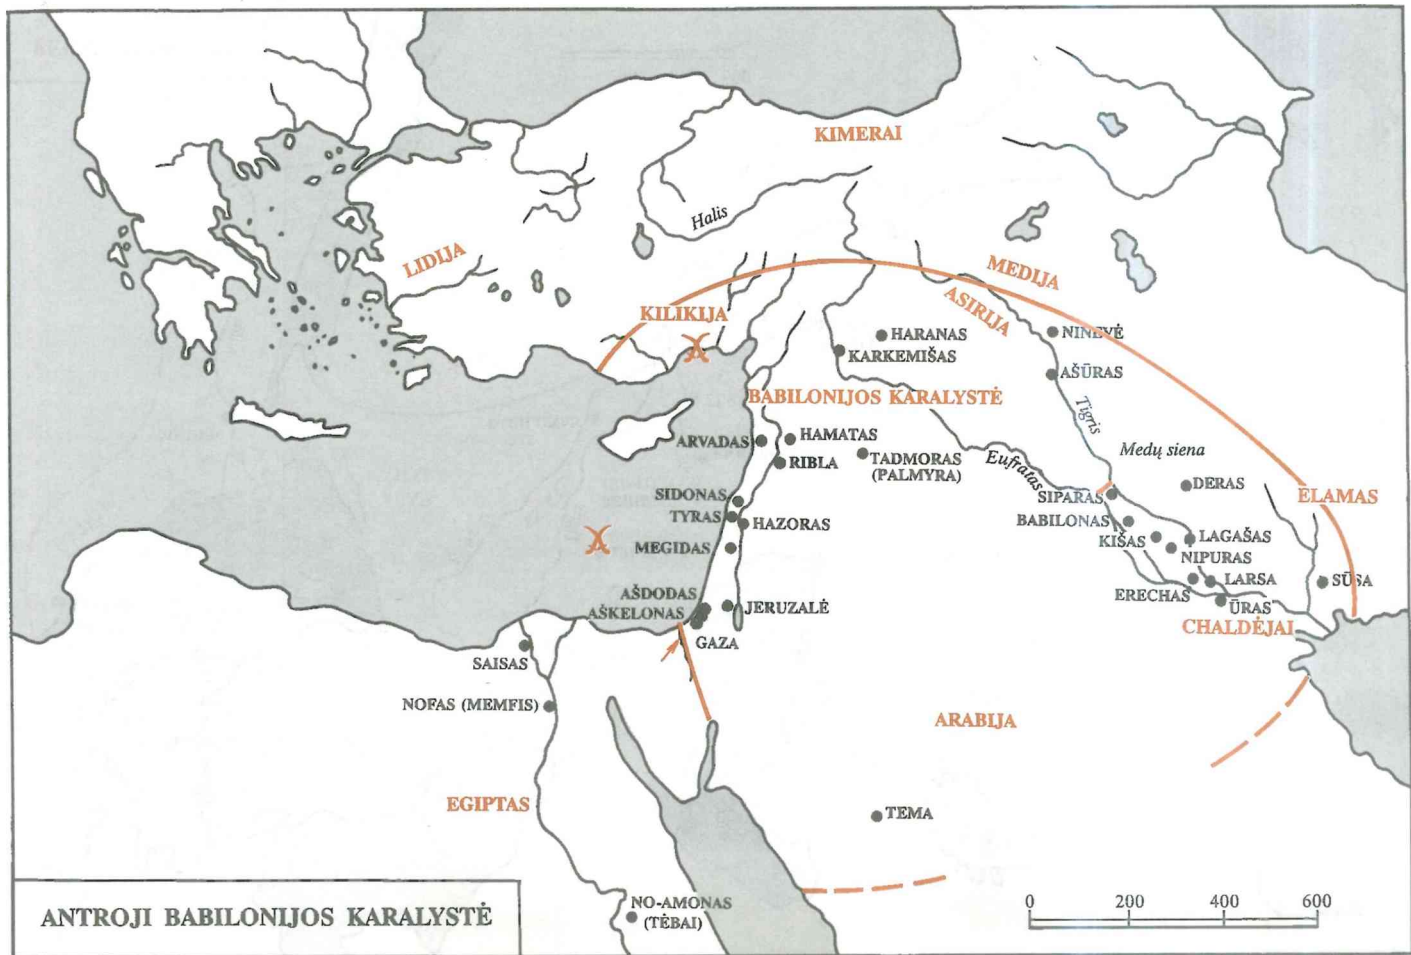 KIMERAI
Halis
LIDIJA
MEDIJA
ASIRIJA
KILIKIJA
HARANAS
NINEVĖ
KARKEMIŠAS
AŠŪRAS
BABILONIJOS KARALYSTĖ
Tigris
ARVADAS
HAMATAS
RIBLA
TADMORAS
(PALMYRA)
Eufratas
Medų siena
DERAS
SIDONAS
SIPARAS
ELAMAS
TYRAS
HAZORAS
BABILONAS
KIŠAS
LAGAŠAS
MEGIDAS
NIPURAS
AŠDODAS
JERUZALĖ
ERECHAS
LARSA
SŪSA
AŠKELONAS
ŪRAS
GAZA
CHALDĖJAI
SAISAS
NOFAS (MEMFIS)
ARABIJA
EGIPTAS
TEMA
NO-AMONAS
(TĖBAI)
ANTROJI BABILONIJOS KARALYSTĖ
0 200 400 600